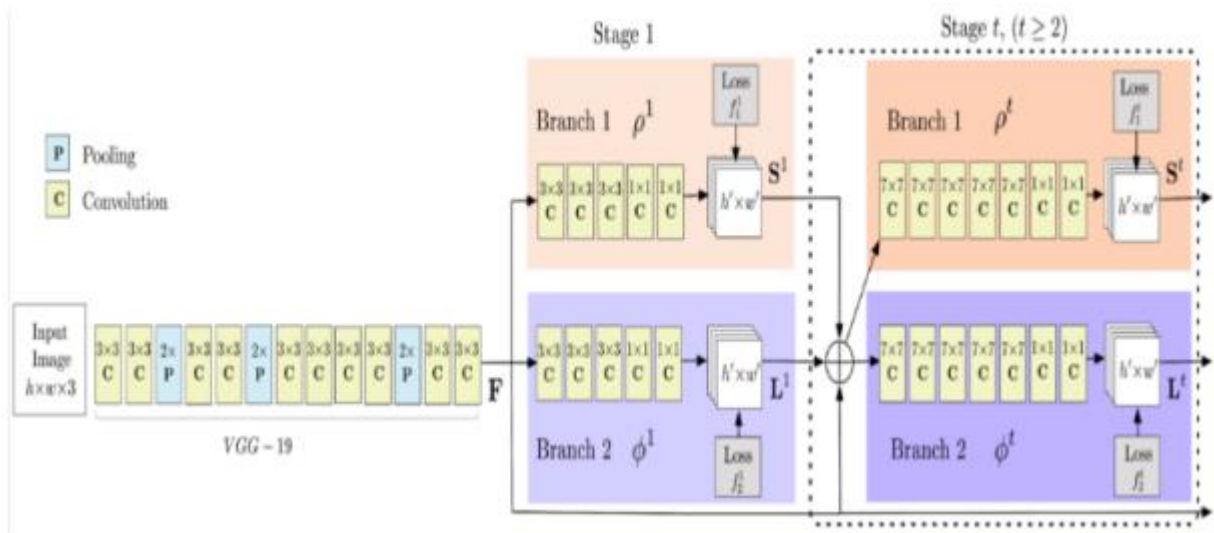 Stage 1
Stage t, (t ≥ 2)
P Pooling
C Convolution
Input
Image
h×w×3
3×3 3×3 2× 3×3 3×3 2× 3×3 3×3 3×3 3×3 2× 3×3 3×3
C C P C C P C C C C P C C
VGG − 19
F
Branch 1 ρ¹
Loss
f₁¹
3×3 3×3 3×3 1×1 1×1
C C C C C
h′×w′
S¹
3×3 3×3 3×3 1×1 1×1
C C C C C
h′×w′
L¹
Branch 2 ϕ¹
Loss
f₂¹
Branch 1 ρᵗ
Loss
7×7 7×7 7×7 7×7 7×7 1×1 1×1
C C C C C C C
h′×w′
Sᵗ
7×7 7×7 7×7 7×7 7×7 1×1 1×1
C C C C C C C
h′×w′
Lᵗ
Branch 2 ϕᵗ
Loss